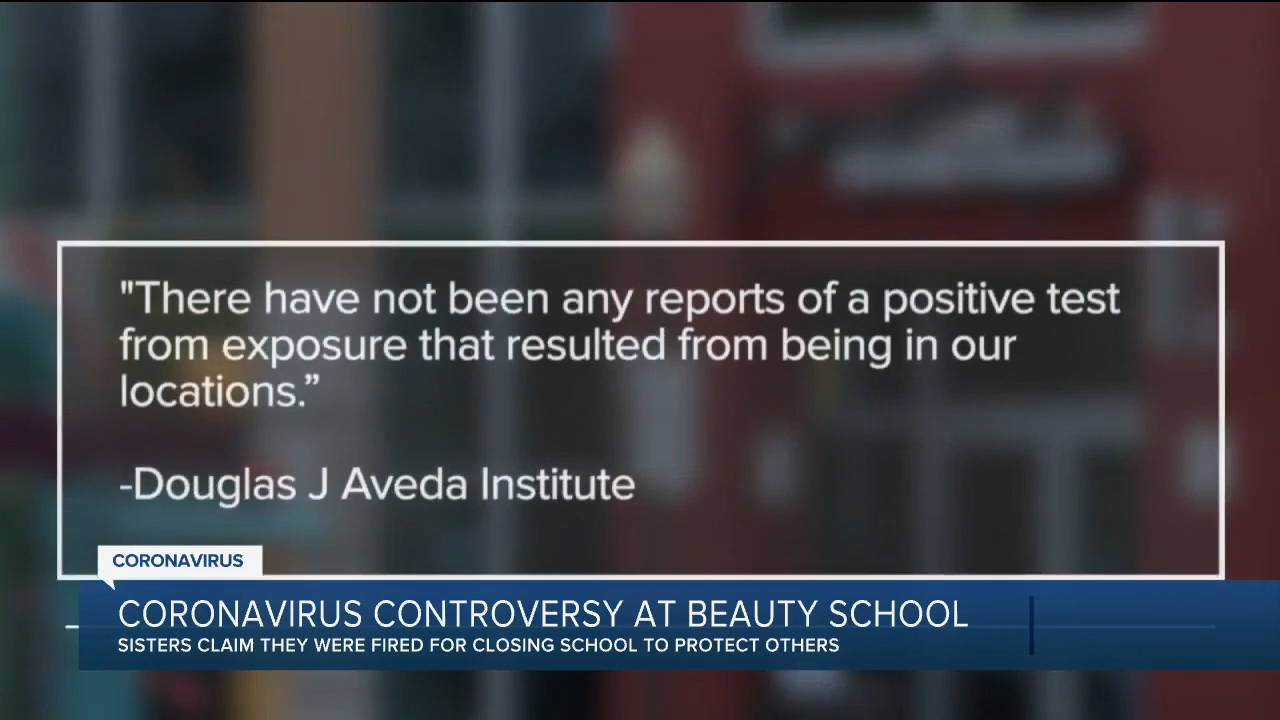 "There have not been any reports of a positive test
from exposure that resulted from being in our
locations.”
-Douglas J Aveda Institute
CORONAVIRUS
CORONAVIRUS CONTROVERSY AT BEAUTY SCHOOL
SISTERS CLAIM THEY WERE FIRED FOR CLOSING SCHOOL TO PROTECT OTHERS